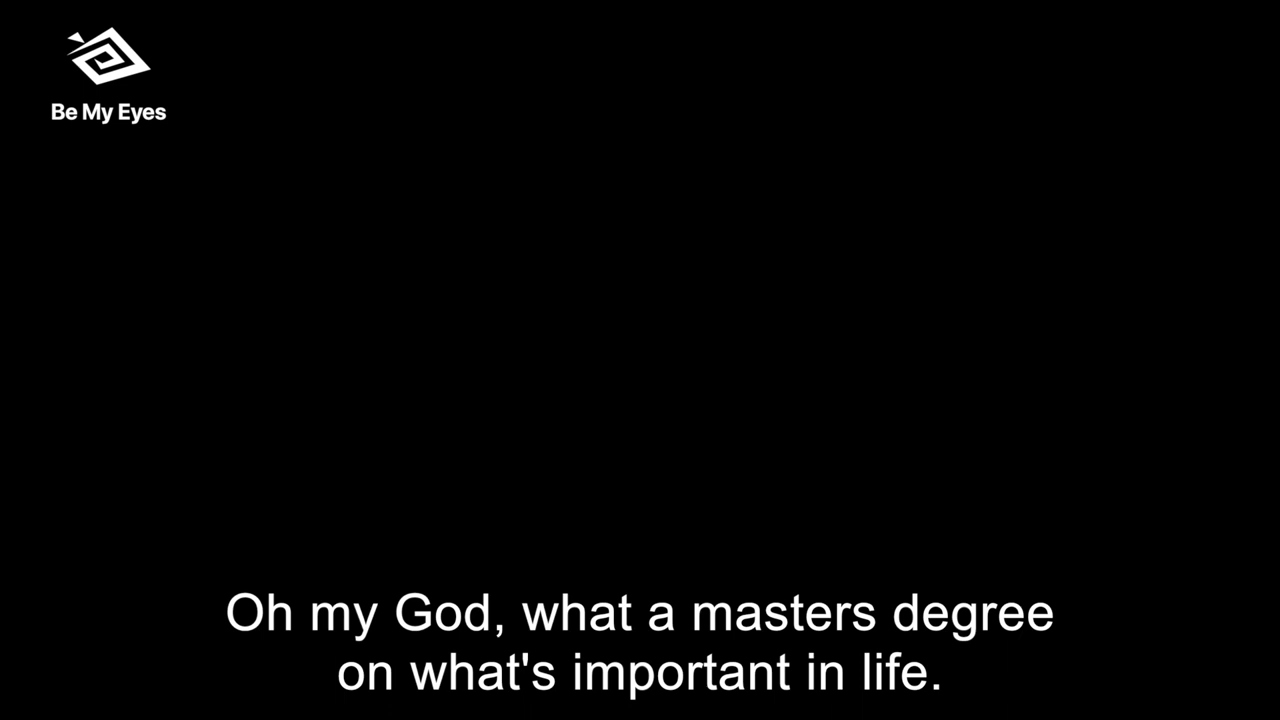 Be My Eyes
Oh my God, what a masters degree
on what's important in life.